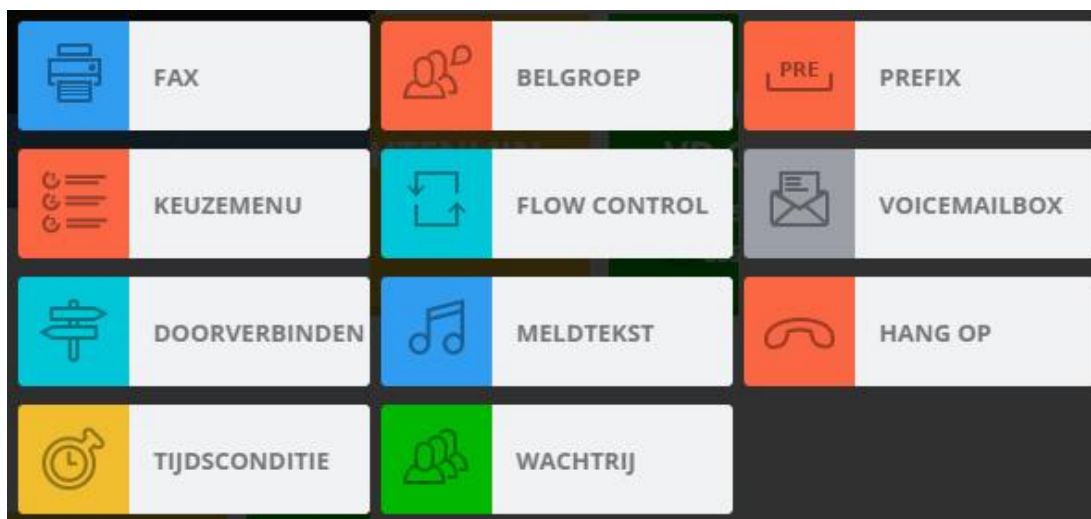 FAX
BELGROEP
PRE
PREFIX
KEUZEMENU
FLOW CONTROL
VOICEMAILBOX
DOORVERBINDEN
MELDTEKST
HANG OP
TIJDSCONDITIE
WACHTRIJ